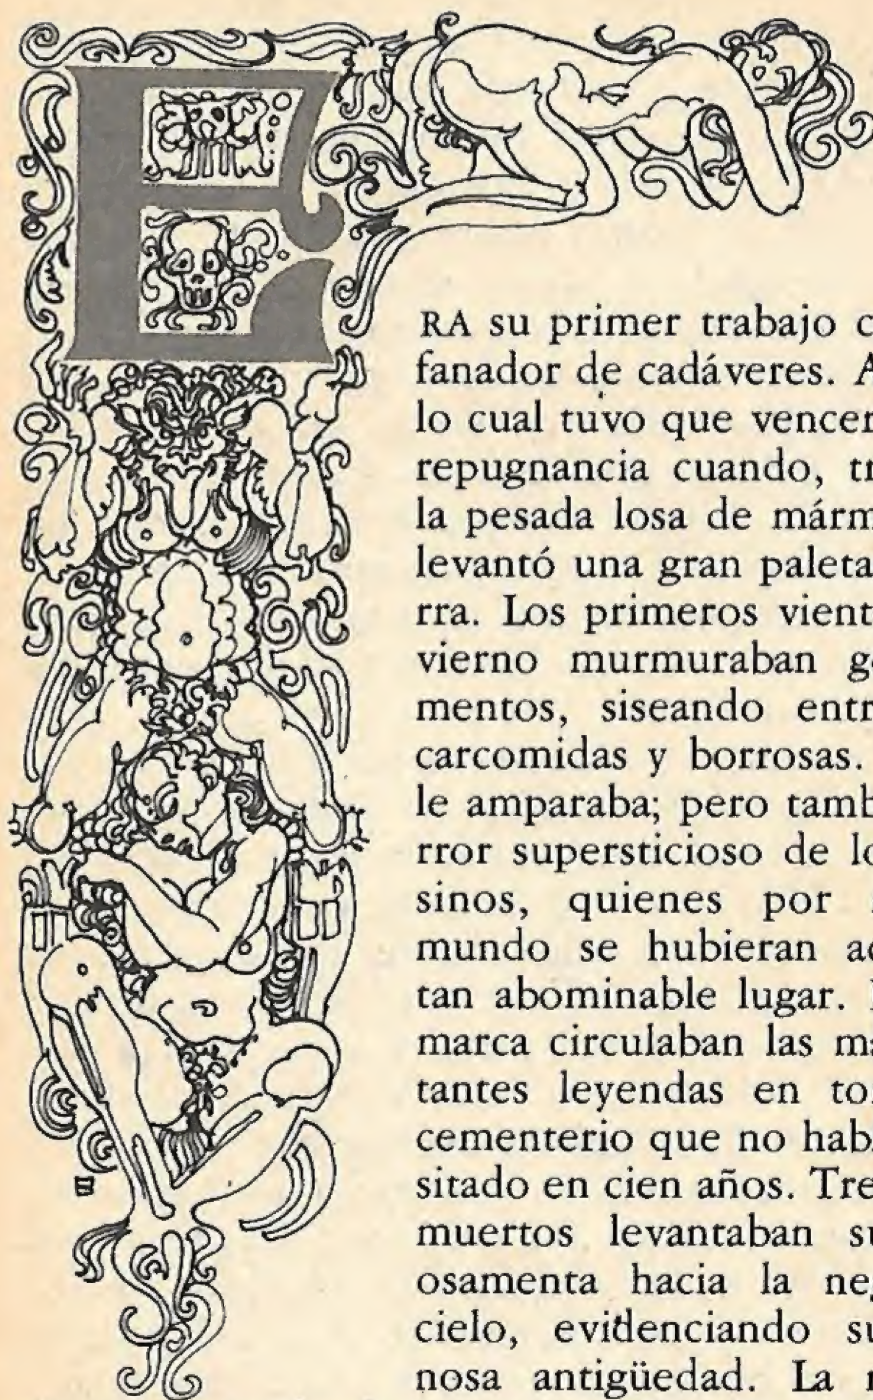 E
RA su primer trabajo c
fanador de cadáveres. A
lo cual tuvo que vencer
repugnancia cuando, tr
la pesada losa de márm
levantó una gran paleta
rra. Los primeros vient
vierno murmuraban ge
mentos, siseando entr
carcomidas y borrosas.
le amparaba; pero tamb
rror supersticioso de lo
sinos, quienes por
mundo se hubieran ac
tan abominable lugar.
marca circulaban las ma
tantes leyendas en to
cementerio que no hab
sitado en cien años. Tre
muertos levantaban su
osamenta hacia la neg
cielo, evidenciando su
nosa antigüedad. La